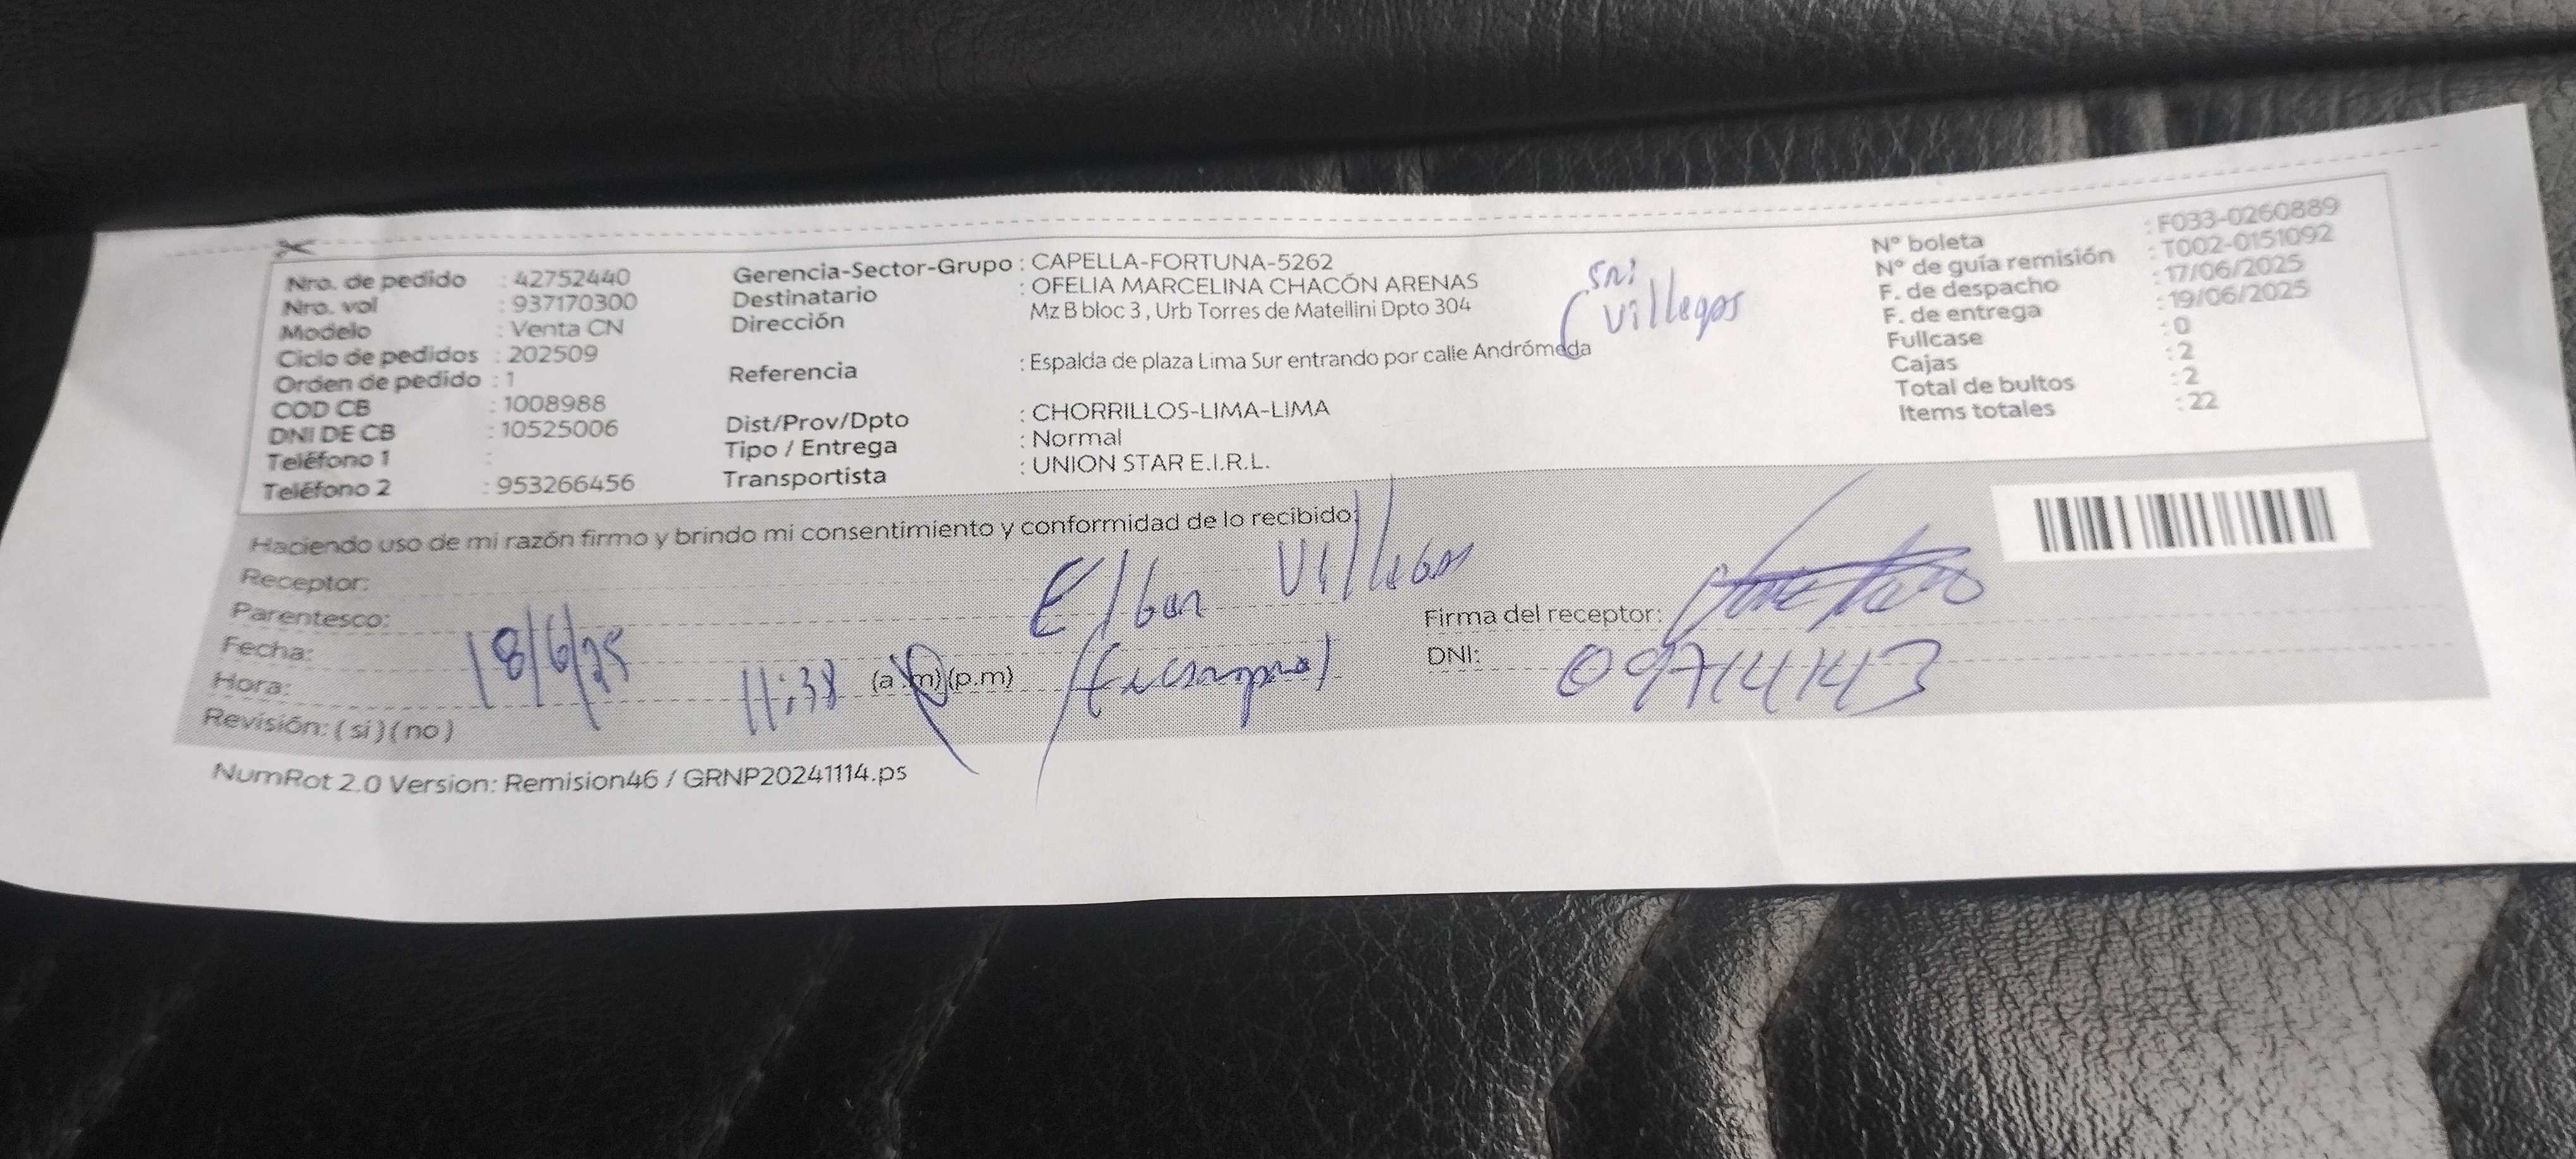 Nro. de pedido : 42752440
Nro. vol : 937170300
Modelo : Venta CN
Ciclo de pedidos : 202509
Orden de pedido : 1
COD CB : 1008988
DNI DE CB : 10525006
Teléfono 1 :
Teléfono 2 : 953266456
Gerencia-Sector-Grupo : CAPELLA-FORTUNA-5262
Destinatario : OFELIA MARCELINA CHACÓN ARENAS
Dirección Mz B bloc 3 , Urb Torres de Matellini Dpto 304
Referencia : Espalda de plaza Lima Sur entrando por calle Andrómeda
Dist/Prov/Dpto : CHORRILLOS-LIMA-LIMA
Tipo / Entrega : Normal
Transportista : UNION STAR E.I.R.L.
Villegas
N° boleta : F033-0260889
N° de guía remisión : T002-0151092
F. de despacho : 17/06/2025
F. de entrega : 19/06/2025
Fullcase : 0
Cajas : 2
Total de bultos : 2
Items totales : 22
Haciendo uso de mi razón firmo y brindo mi consentimiento y conformidad de lo recibido:
Receptor: Villegas
Parentesco:
Fecha: 18/6/25
Hora: 11:38 (a .m)(p.m)
Revisión: ( si ) ( no )
Firma del receptor:
DNI: 09714143
NumRot 2.0 Version: Remision46 / GRNP20241114.ps